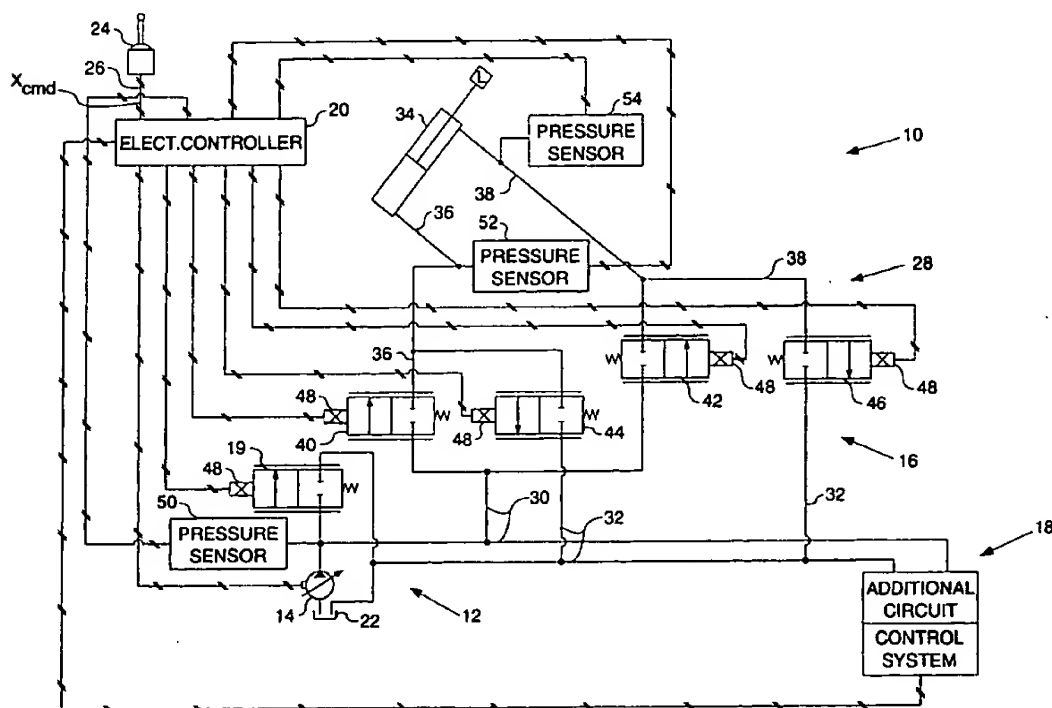 24
26
Xcmd
20
ELECT.CONTROLLER
34
L
54
PRESSURE
SENSOR
10
38
36
52
PRESSURE
SENSOR
38
28
36
48
40
48
44
42
48
46
48
16
19
48
50
PRESSURE
SENSOR
30
32
32
18
14
22
12
ADDITIONAL
CIRCUIT
CONTROL
SYSTEM